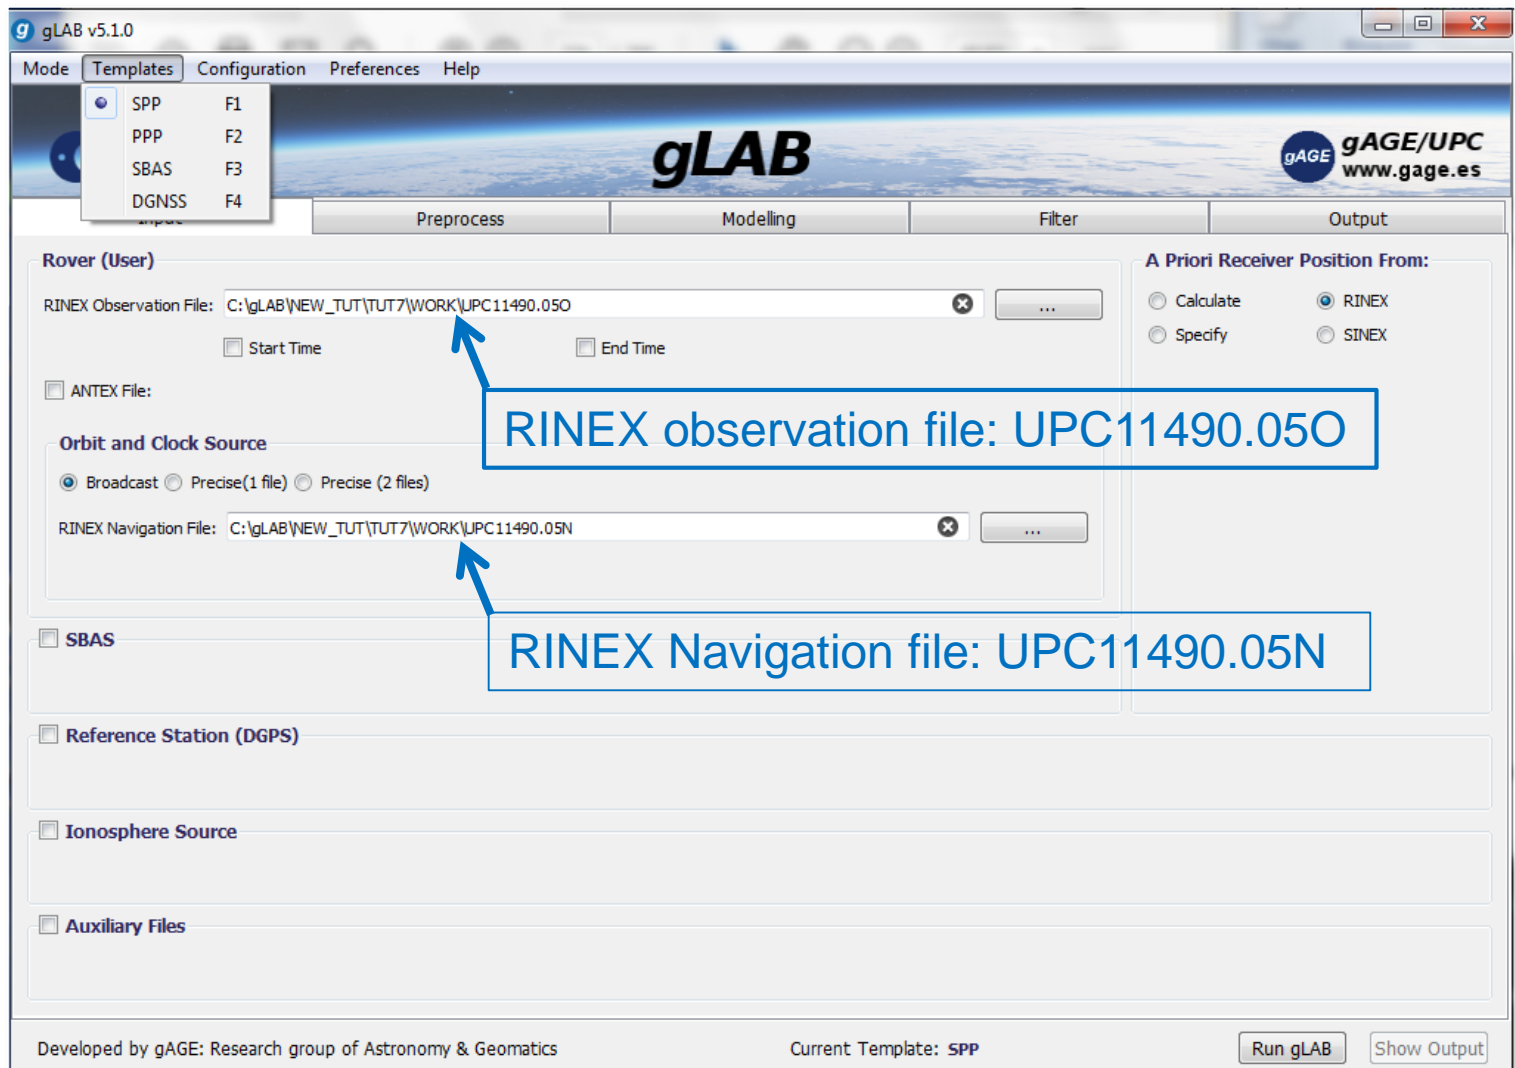 gLAB v5.1.0
Mode Templates Configuration Preferences Help
SPP F1
PPP F2
SBAS F3
DGNSS F4
gLAB
gAGE gAGE/UPC
www.gage.es
Preprocess Modelling Filter Output
Rover (User)
RINEX Observation File: C:\gLAB\NEW_TUT\TUT7\WORK\UPC11490.05O ...
Start Time End Time
ANTEX File:
RINEX observation file: UPC11490.05O
Orbit and Clock Source
Broadcast Precise(1 file) Precise (2 files)
RINEX Navigation File: C:\gLAB\NEW_TUT\TUT7\WORK\UPC11490.05N ...
RINEX Navigation file: UPC11490.05N
A Priori Receiver Position From:
Calculate RINEX
Specify SINEX
SBAS
Reference Station (DGPS)
Ionosphere Source
Auxiliary Files
Developed by gAGE: Research group of Astronomy & Geomatics Current Template: SPP Run gLAB Show Output